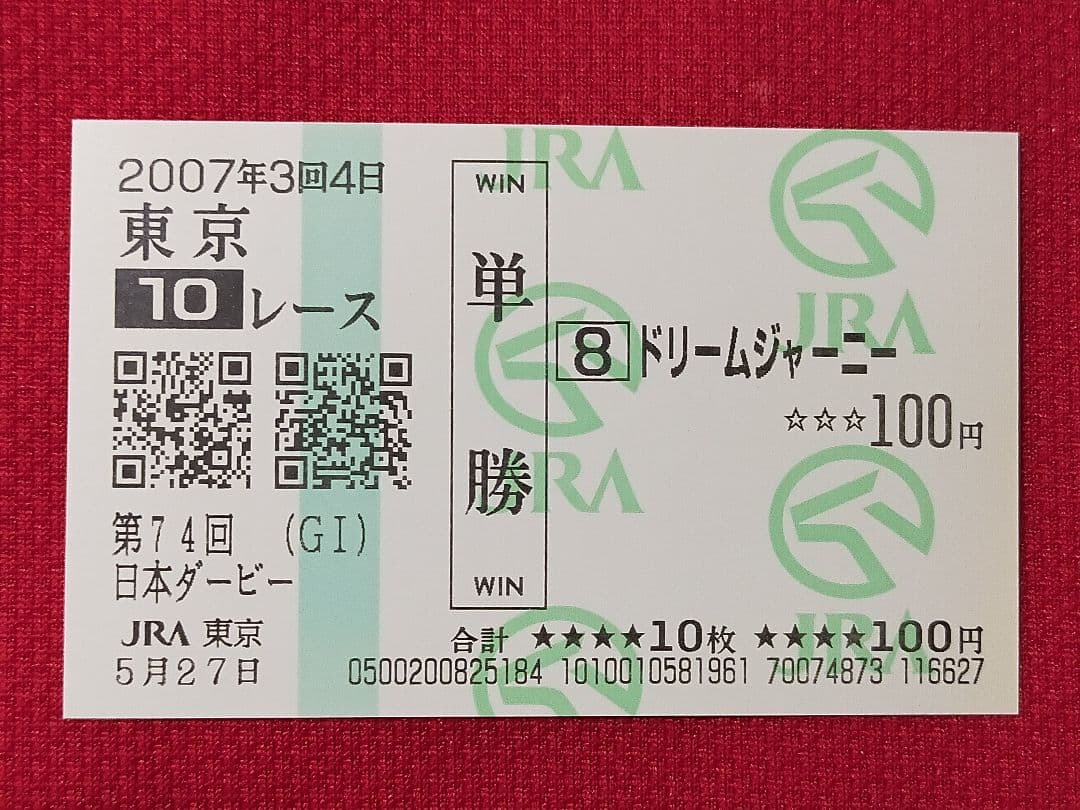 2007年3回4日
東京
10レース
第74回 (GI)
日本ダービー
JRA 東京
5月27日
WIN
単勝
WIN
8 ドリームジャーニー
☆☆☆100円
合計 ★★★★10枚 ★★★★100円
0500200825184 1010010581961 70074873 116627
JRA
JRA
JRA
JRA